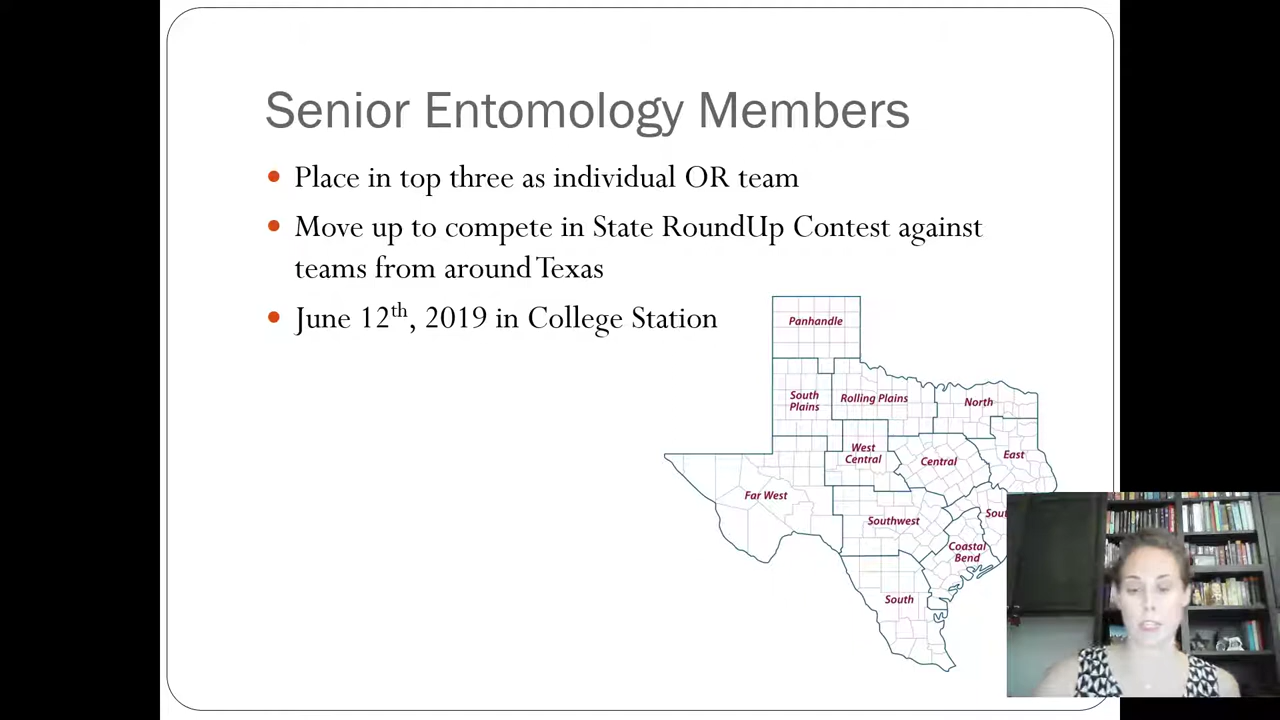 Senior Entomology Members
Place in top three as individual OR team
Move up to compete in State RoundUp Contest against
teams from around Texas
June 12th, 2019 in College Station
Panhandle
South
Plains
Rolling Plains
North
West
Central
Central
East
Far West
Southwest
Coastal
Bend
South